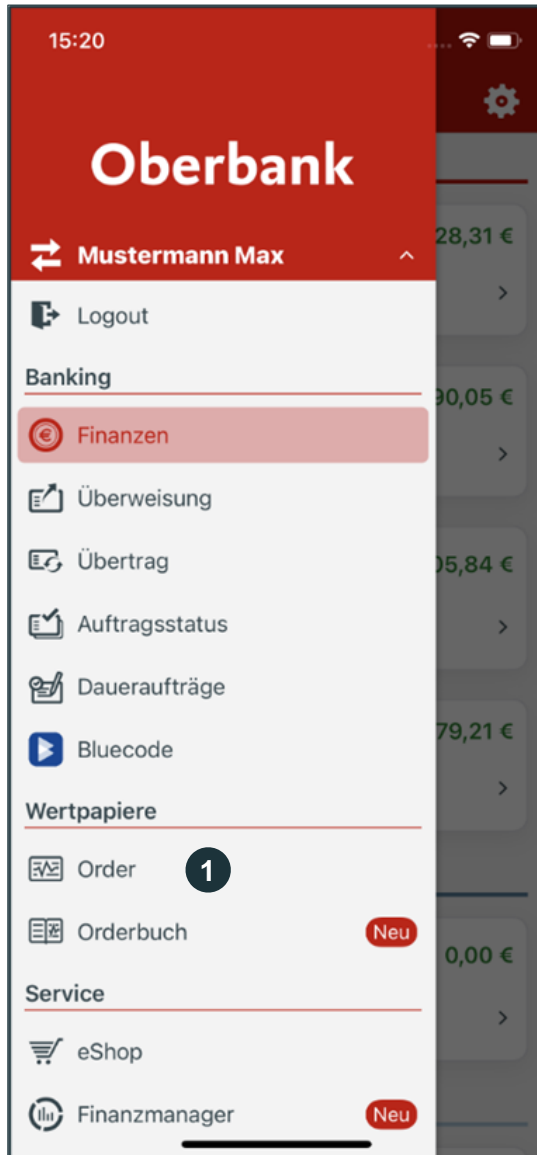 15:20
Oberbank
Mustermann Max
28,31 €
Logout
Banking
90,05 €
Finanzen
Überweisung
Übertrag
05,84 €
Auftragsstatus
Daueraufträge
79,21 €
Bluecode
Wertpapiere
Order 1
Orderbuch Neu
0,00 €
Service
eShop
Finanzmanager Neu